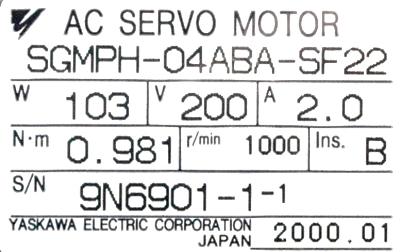 AC SERVO MOTOR
SGMPH-04ABA-SF22
W 103 V 200 A 2.0
N·m 0.981 r/min 1000 Ins. B
S/N 9N6901-1-1
YASKAWA ELECTRIC CORPORATION
JAPAN 2000.01